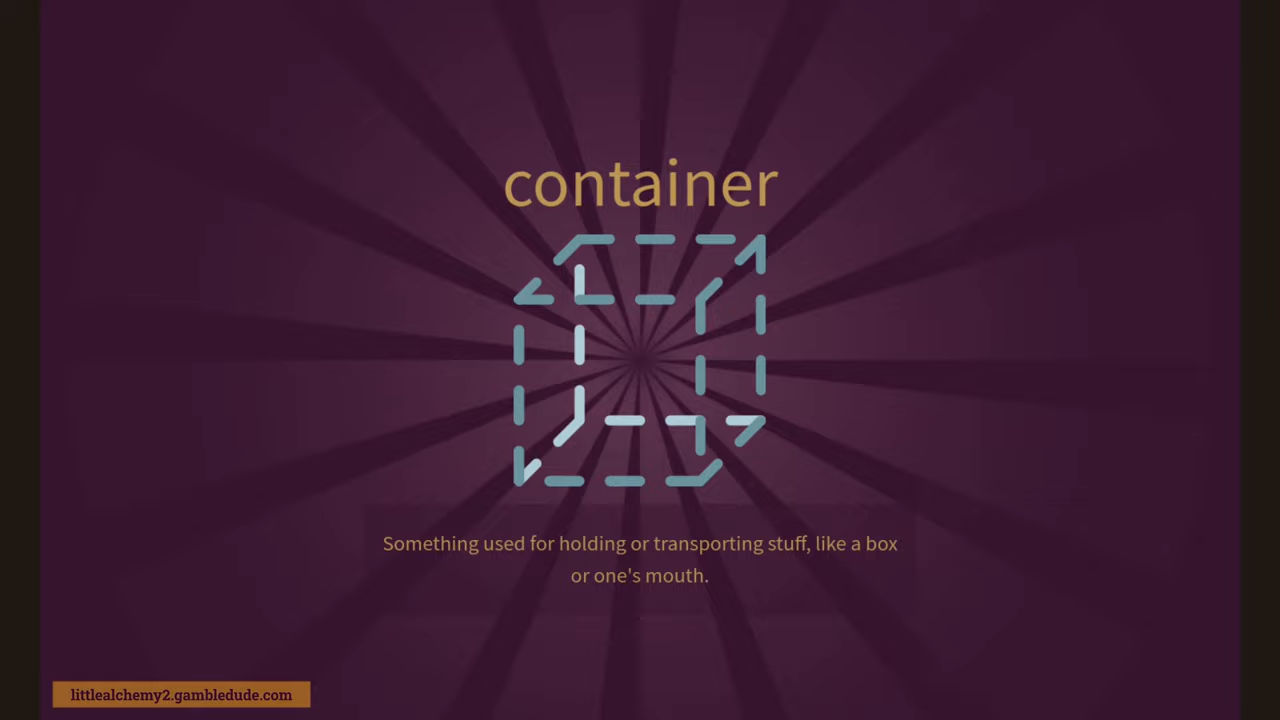 container
Something used for holding or transporting stuff, like a box
or one's mouth.
littlealchemy2.gambledude.com